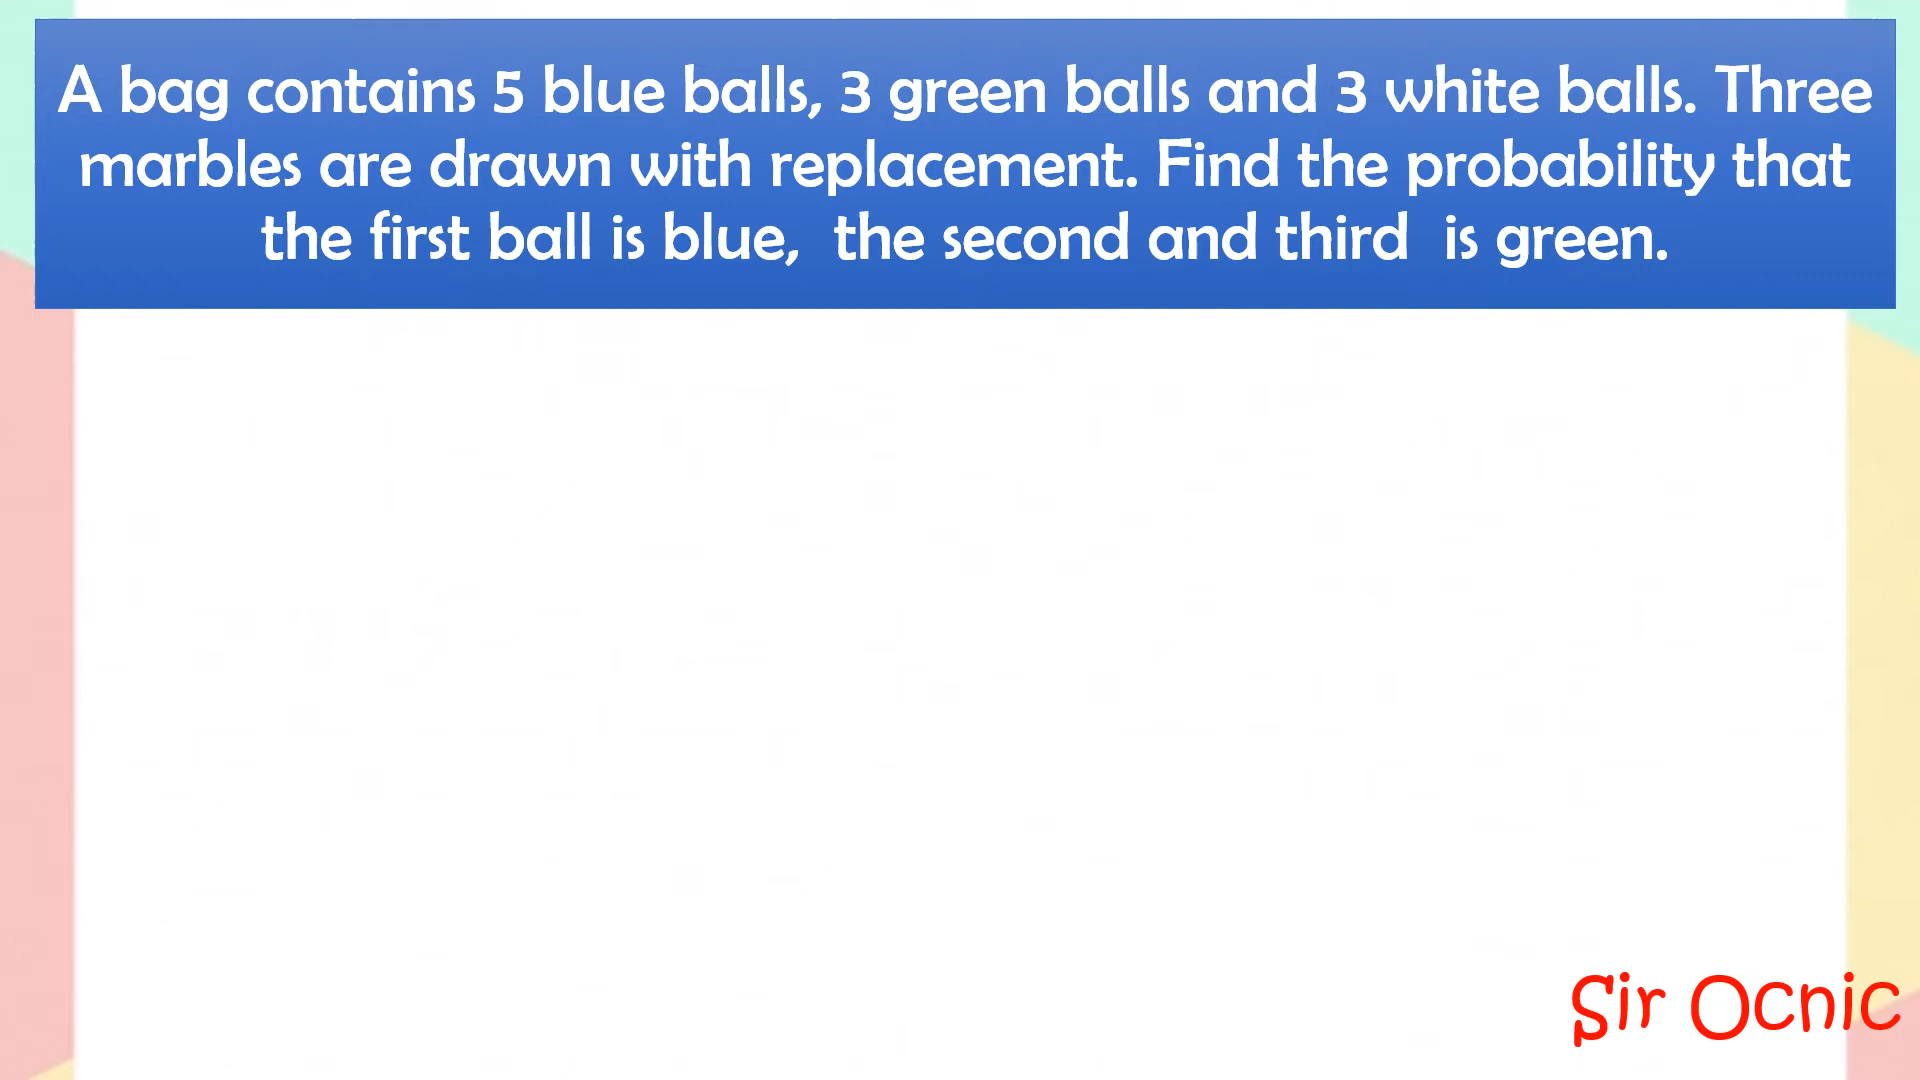 A bag contains 5 blue balls, 3 green balls and 3 white balls. Three
marbles are drawn with replacement. Find the probability that
the first ball is blue,  the second and third  is green.
Sir Ocnic